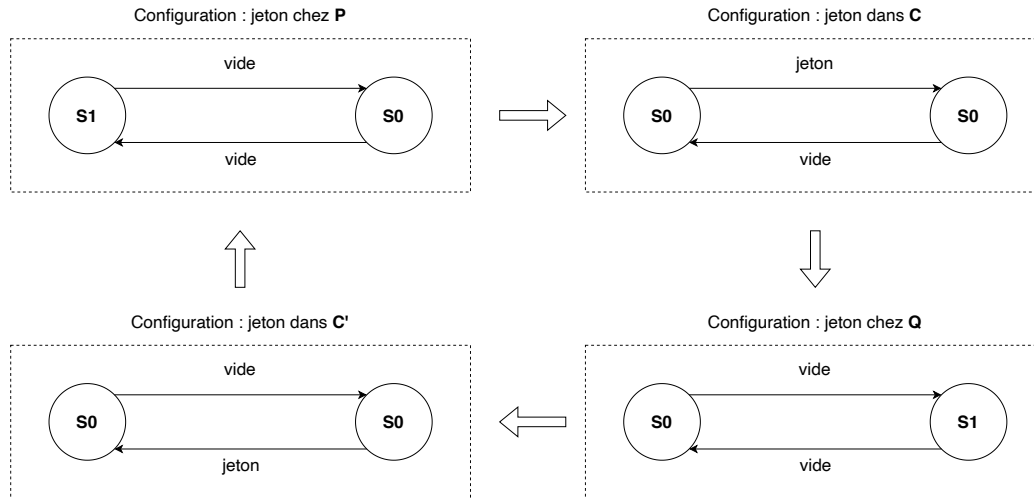 Configuration : jeton chez P
vide
S1
S0
vide
Configuration : jeton dans C
jeton
S0
S0
vide
Configuration : jeton dans C'
vide
S0
S0
jeton
Configuration : jeton chez Q
vide
S0
S1
vide